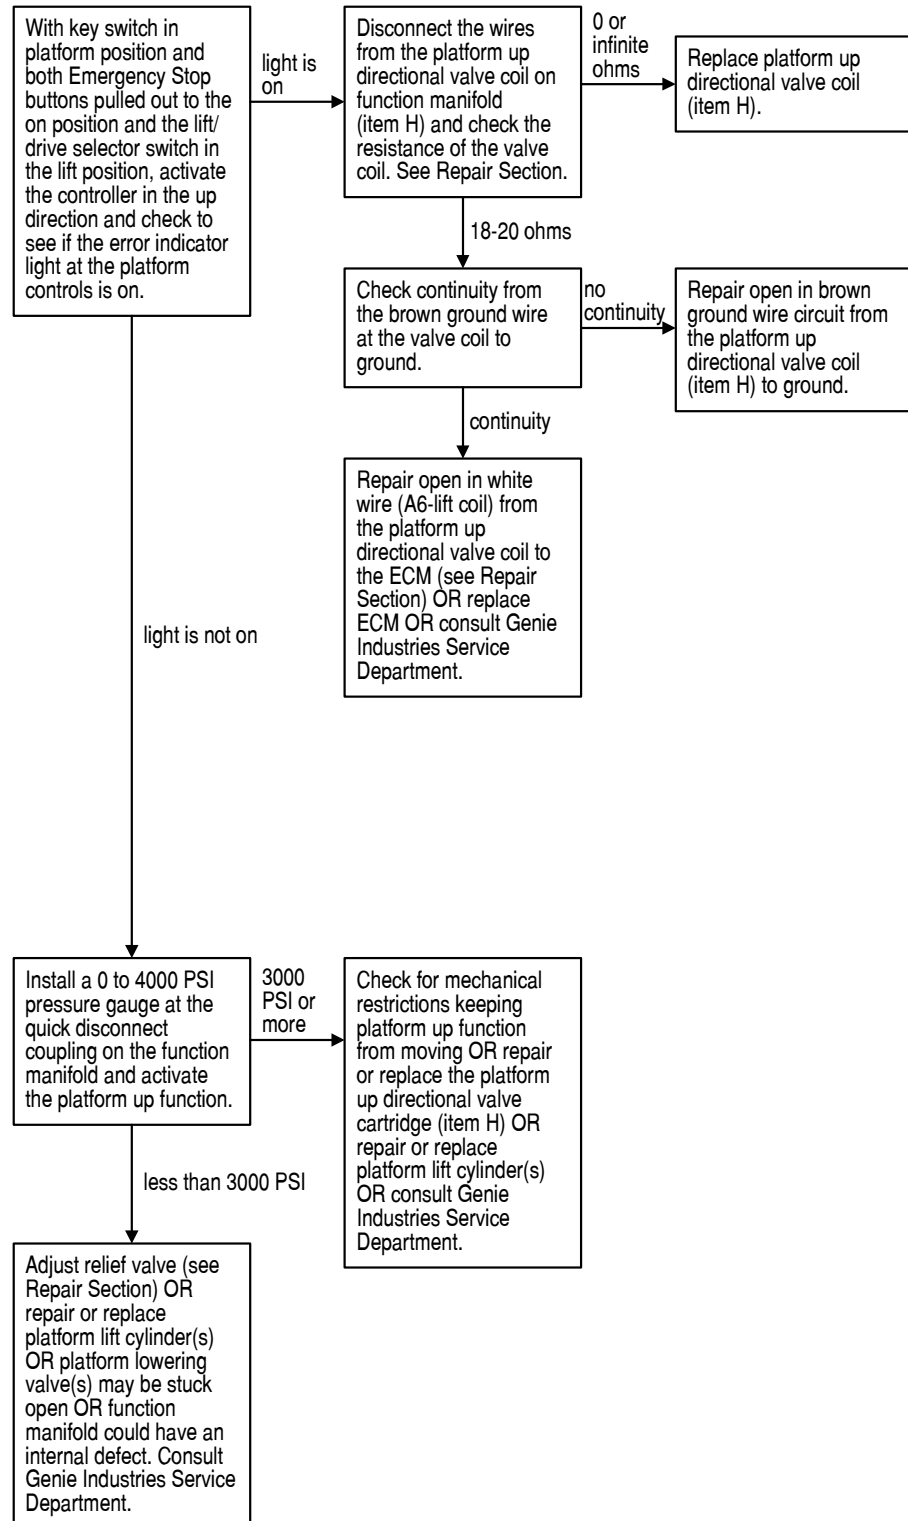 With key switch in
platform position and
both Emergency Stop
buttons pulled out to the
on position and the lift/
drive selector switch in
the lift position, activate
the controller in the up
direction and check to
see if the error indicator
light at the platform
controls is on.
light is
on
Disconnect the wires
from the platform up
directional valve coil on
function manifold
(item H) and check the
resistance of the valve
coil. See Repair Section.
0 or
infinite
ohms
Replace platform up
directional valve coil
(item H).
18-20 ohms
Check continuity from
the brown ground wire
at the valve coil to
ground.
no
continuity
Repair open in brown
ground wire circuit from
the platform up
directional valve coil
(item H) to ground.
continuity
Repair open in white
wire (A6-lift coil) from
the platform up
directional valve coil to
the ECM (see Repair
Section) OR replace
ECM OR consult Genie
Industries Service
Department.
light is not on
Install a 0 to 4000 PSI
pressure gauge at the
quick disconnect
coupling on the function
manifold and activate
the platform up function.
3000
PSI or
more
Check for mechanical
restrictions keeping
platform up function
from moving OR repair
or replace the platform
up directional valve
cartridge (item H) OR
repair or replace
platform lift cylinder(s)
OR consult Genie
Industries Service
Department.
less than 3000 PSI
Adjust relief valve (see
Repair Section) OR
repair or replace
platform lift cylinder(s)
OR platform lowering
valve(s) may be stuck
open OR function
manifold could have an
internal defect. Consult
Genie Industries Service
Department.